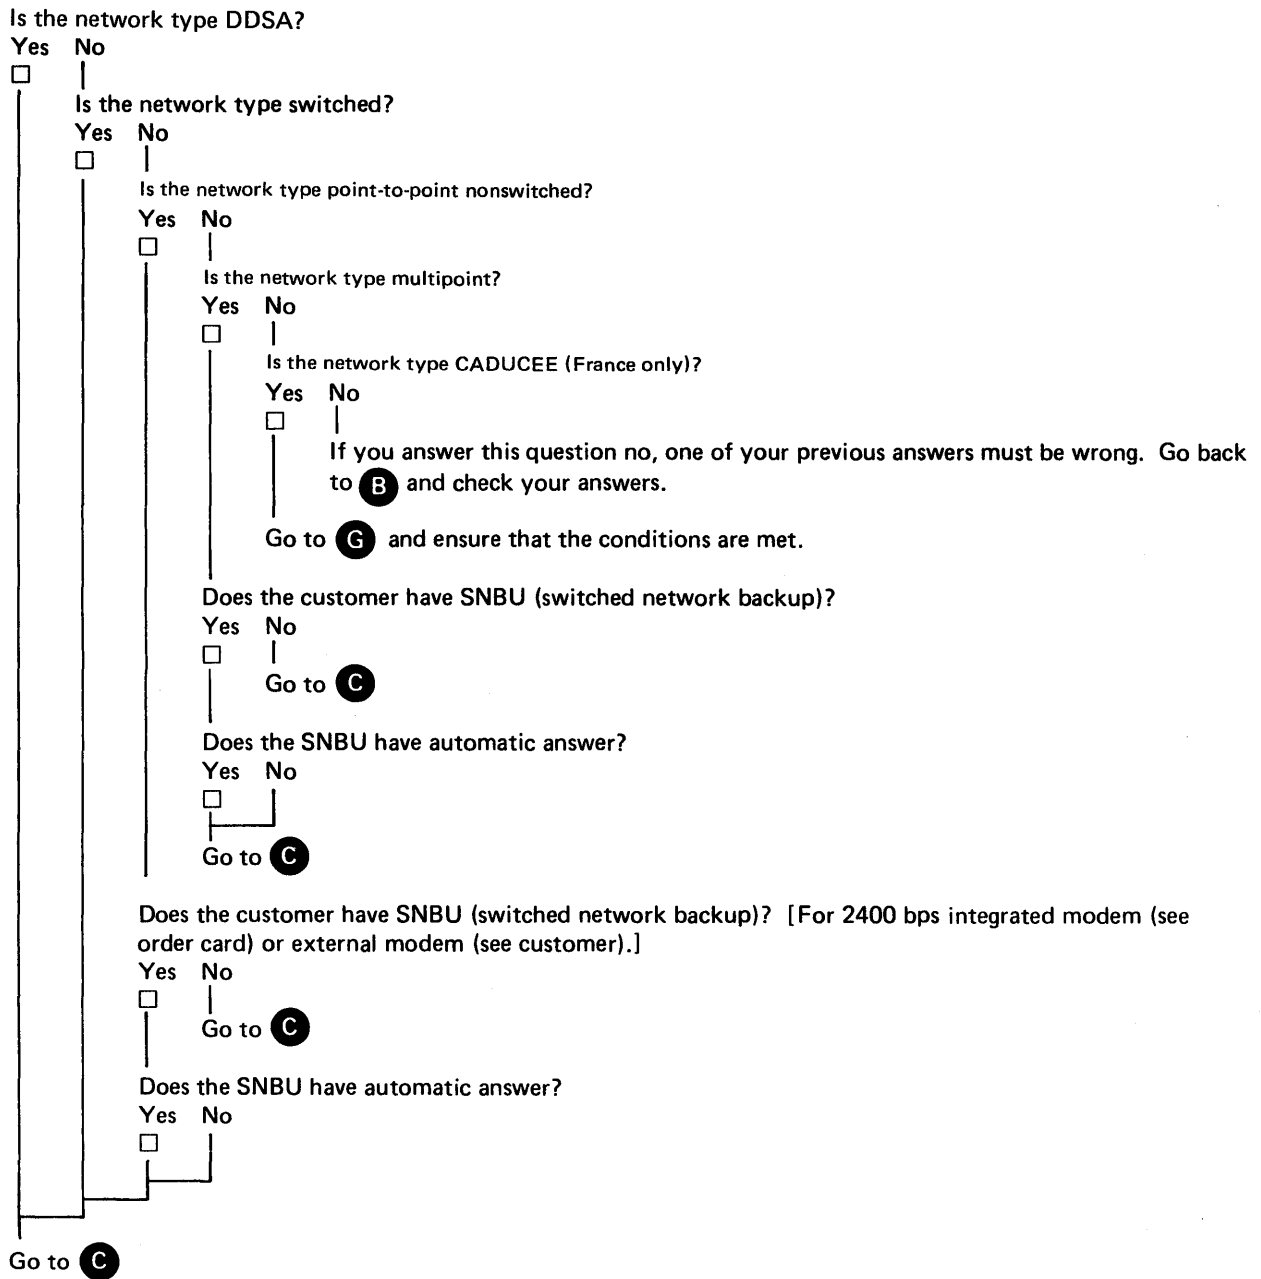 Is the network type DDSA?
Yes No
Is the network type switched?
Yes No
Is the network type point-to-point nonswitched?
Yes No
Is the network type multipoint?
Yes No
Is the network type CADUCEE (France only)?
Yes No
If you answer this question no, one of your previous answers must be wrong. Go back
to B and check your answers.
Go to G and ensure that the conditions are met.
Does the customer have SNBU (switched network backup)?
Yes No
Go to C
Does the SNBU have automatic answer?
Yes No
Go to C
Does the customer have SNBU (switched network backup)? [For 2400 bps integrated modem (see
order card) or external modem (see customer).]
Yes No
Go to C
Does the SNBU have automatic answer?
Yes No
Go to C